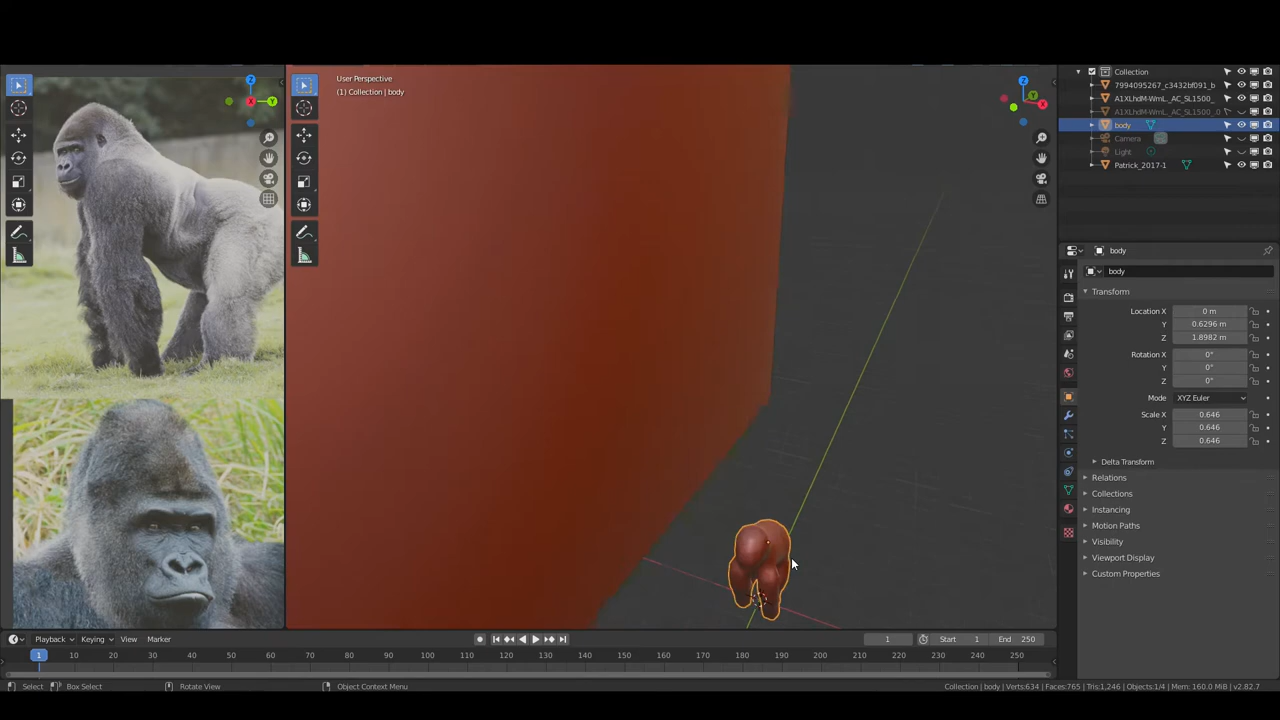 User Perspective
(1) Collection | body
Collection
7994095267_c3432bf091_b
A1XLhdM-WmL._AC_SL1500_
A1XLhdM-WmL._AC_SL1500_.0
body
Camera
Light
Patrick_2017-1
body
body
Transform
Location X 0 m
Y 0.6296 m
Z 1.8982 m
Rotation X 0°
Y 0°
Z 0°
Mode XYZ Euler
Scale X 0.646
Y 0.646
Z 0.646
Delta Transform
Relations
Collections
Instancing
Motion Paths
Visibility
Viewport Display
Custom Properties
Playback Keying View Marker 1 Start 1 End 250
1 10 20 30 40 50 60 70 80 90 100 110 120 130 140 150 160 170 180 190 200 210 220 230 240 250
Select Box Select Rotate View Object Context Menu Collection | body | Verts:634 | Faces:765 | Tris:1,246 | Objects:1/4 | Mem: 160.0 MiB | v2.82.7
X Y Z
X Y Z